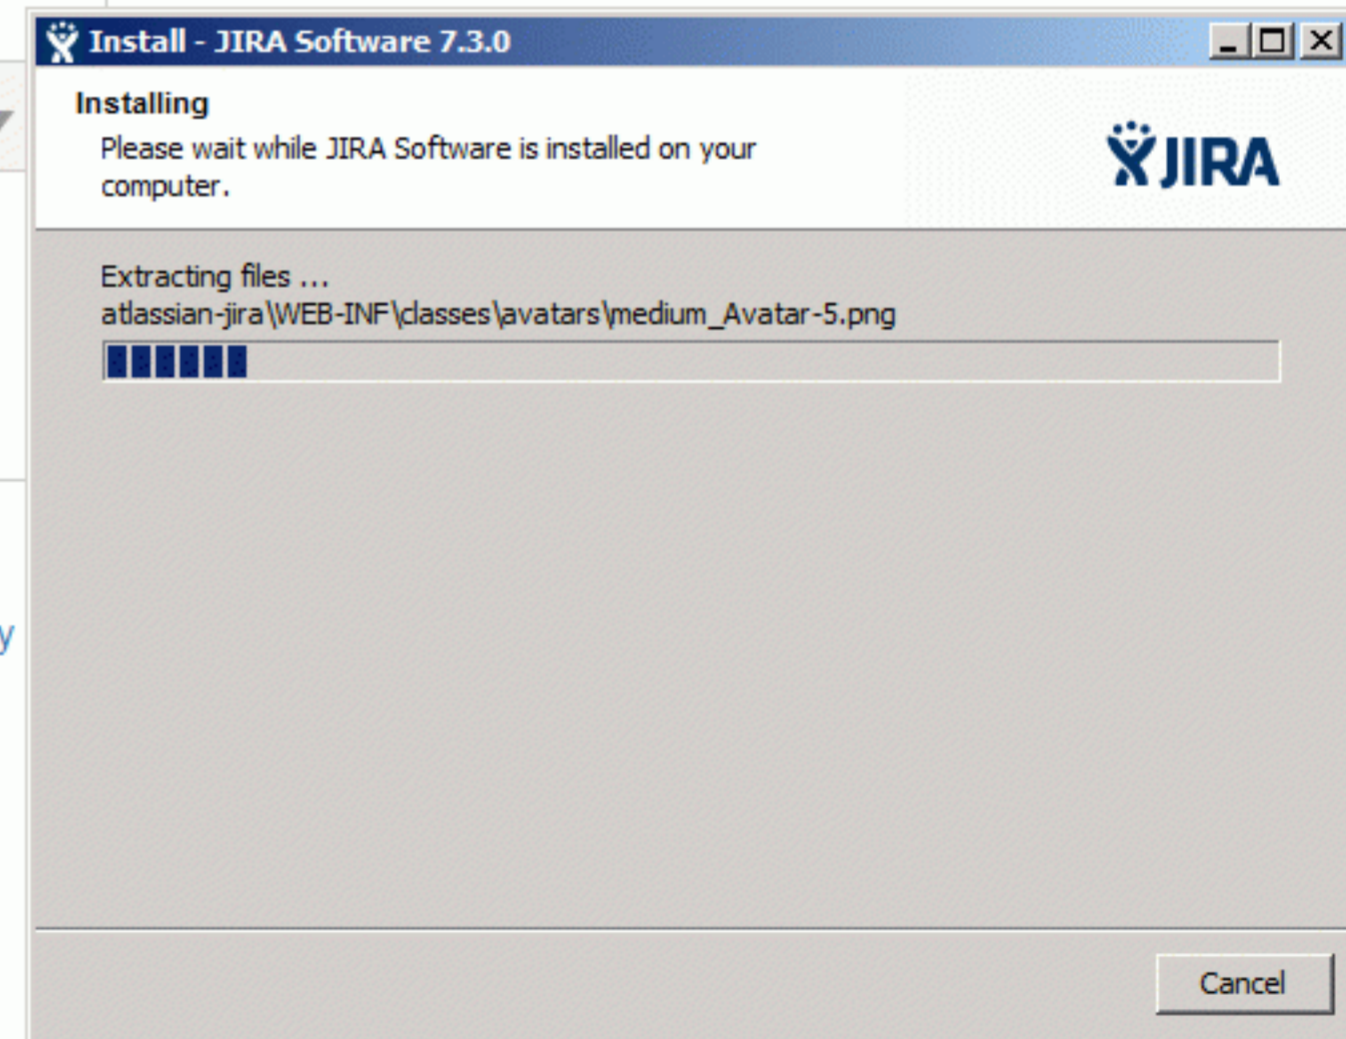 Install - JIRA Software 7.3.0
Installing
Please wait while JIRA Software is installed on your
computer.
JIRA
Extracting files ...
atlassian-jira\WEB-INF\classes\avatars\medium_Avatar-5.png
y
Cancel